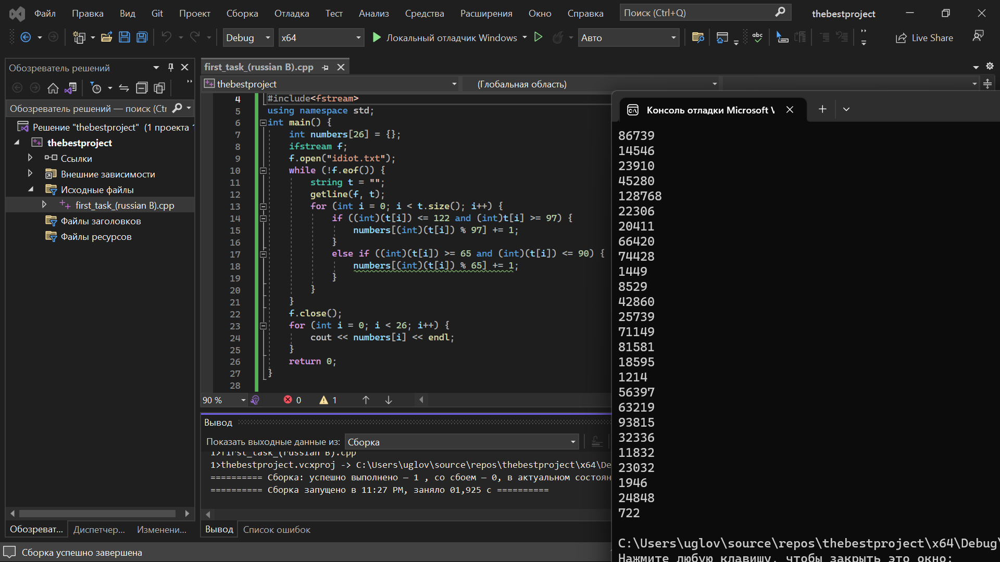 Файл Правка Вид Git Проект Сборка Отладка Тест Анализ Средства Расширения Окно Справка Поиск (Ctrl+Q) thebestproject
Debug x64 Локальный отладчик Windows Авто abc Live Share
Обозреватель решений
Обозреватель решений — поиск (Ctr
Решение "thebestproject" (1 проекта 1
thebestproject
Ссылки
Внешние зависимости
Исходные файлы
first_task_(russian B).cpp
Файлы заголовков
Файлы ресурсов
Обозреват... Диспетчер... Изменени...
first_task_(russian B).cpp
thebestproject (Глобальная область)
4 #include<fstream>
5 using namespace std;
6 int main() {
7 int numbers[26] = {};
8 ifstream f;
9 f.open("idiot.txt");
10 while (!f.eof()) {
11 string t = "";
12 getline(f, t);
13 for (int i = 0; i < t.size(); i++) {
14 if ((int)(t[i]) <= 122 and (int)t[i] >= 97) {
15 numbers[(int)(t[i]) % 97] += 1;
16 }
17 else if ((int)(t[i]) >= 65 and (int)(t[i]) <= 90) {
18 numbers[(int)(t[i]) % 65] += 1;
19 }
20 }
21 }
22 f.close();
23 for (int i = 0; i < 26; i++) {
24 cout << numbers[i] << endl;
25 }
26 return 0;
27 }
28
90 % 0 1
Вывод
Показать выходные данные из: Сборка
1>first_task_(russian B).cpp
1>thebestproject.vcxproj -> C:\Users\uglov\source\repos\thebestproject\x64\De
========== Сборка: успешно выполнено — 1 , со сбоем — 0, в актуальном состоян
========== Сборка запущено в 11:27 PM, заняло 01,925 с ==========
Вывод Список ошибок
Сборка успешно завершена
Консоль отладки Microsoft V
86739
14546
23910
45280
128768
22306
20411
66420
74428
1449
8529
42860
25739
71149
81581
18595
1214
56397
63219
93815
32336
11832
23032
1946
24848
722
C:\Users\uglov\source\repos\thebestproject\x64\Debug\
Нажмите любую клавишу, чтобы закрыть это окно: